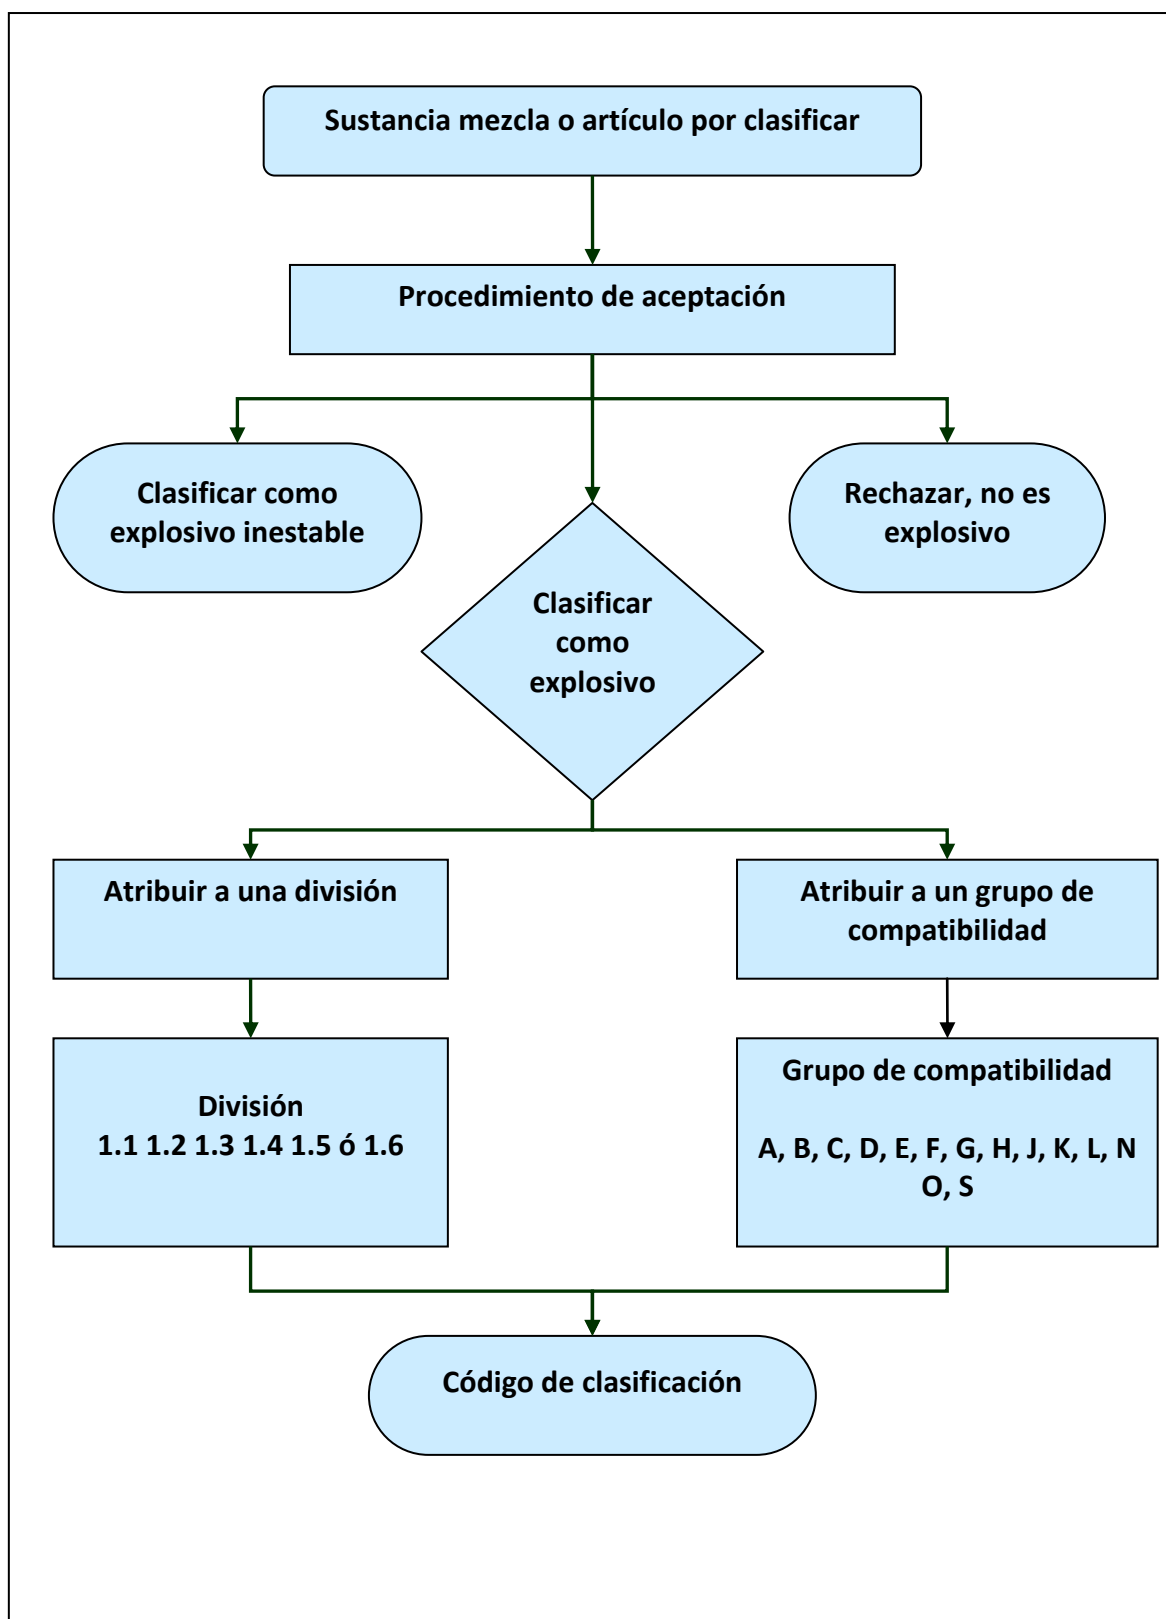 Sustancia mezcla o artículo por clasificar
Procedimiento de aceptación
Clasificar como
explosivo inestable
Rechazar, no es
explosivo
Clasificar
como
explosivo
Atribuir a una división
Atribuir a un grupo de
compatibilidad
División
1.1 1.2 1.3 1.4 1.5 ó 1.6
Grupo de compatibilidad
A, B, C, D, E, F, G, H, J, K, L, N
O, S
Código de clasificación